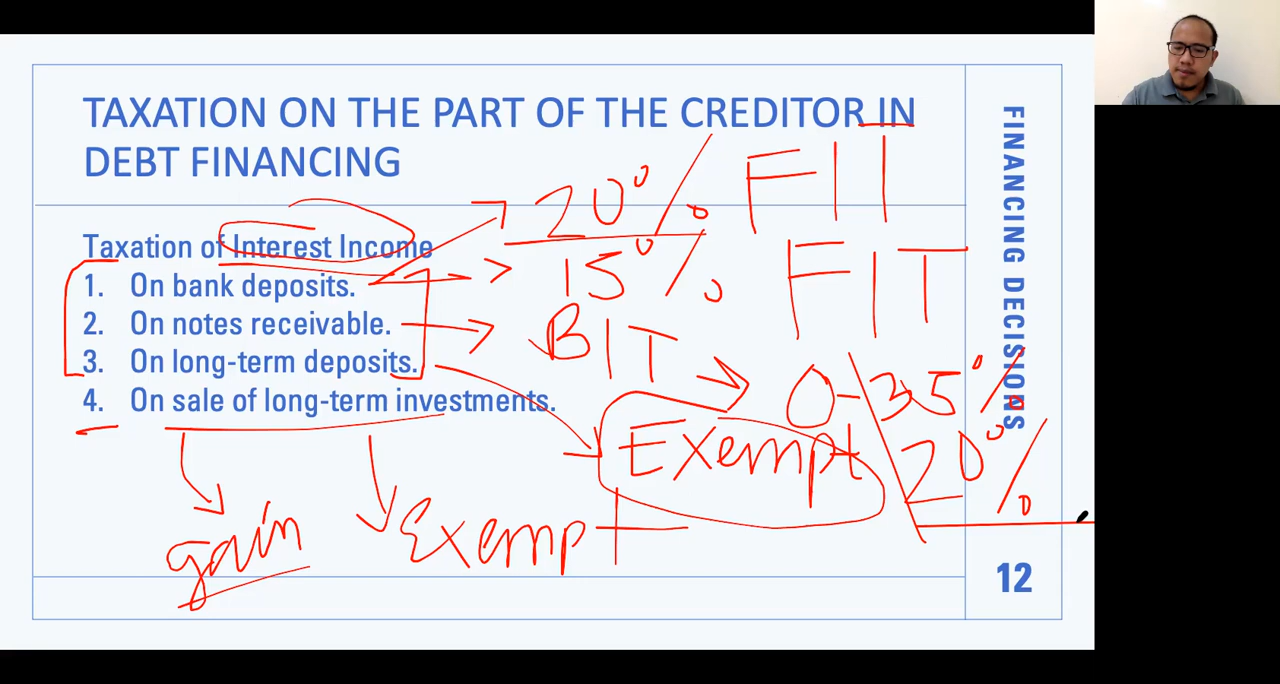 TAXATION ON THE PART OF THE CREDITOR IN
DEBT FINANCING
20% FIT
Taxation of Interest Income
15% FIT
1. On bank deposits.
2. On notes receivable.
BIT
3. On long-term deposits.
0-35%
4. On sale of long-term investments.
Exempt
20%
gain
Exempt
FINANCING DECISIONS
12